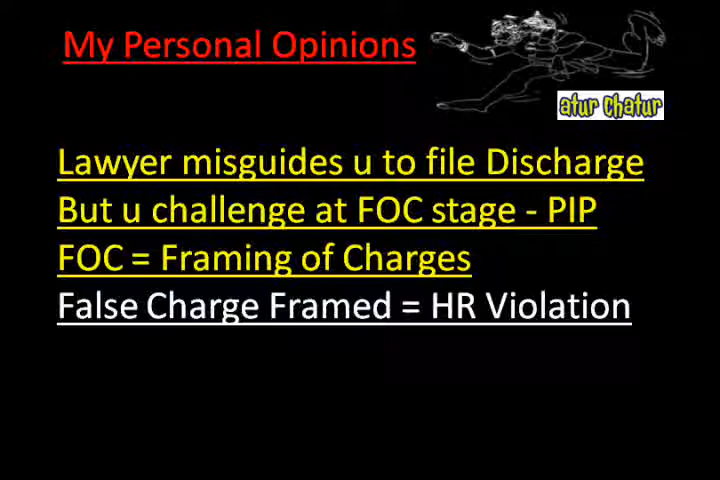 My Personal Opinions
atur chatur
Lawyer misguides u to file Discharge
But u challenge at FOC stage - PIP
FOC = Framing of Charges
False Charge Framed = HR Violation